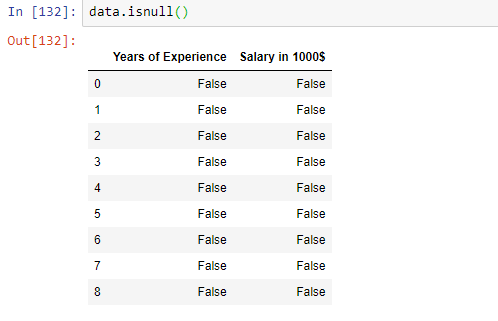 In [132]: data.isnull()
Out[132]:
Years of Experience Salary in 1000$
0 False False
1 False False
2 False False
3 False False
4 False False
5 False False
6 False False
7 False False
8 False False